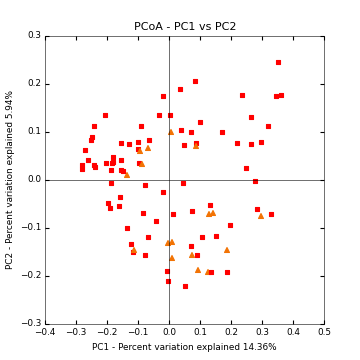 PCoA - PC1 vs PC2
0.3
0.2
0.1
0.0
−0.1
−0.2
−0.3
PC2 - Percent variation explained 5.94%
−0.4 −0.3 −0.2 −0.1 0.0 0.1 0.2 0.3 0.4 0.5
PC1 - Percent variation explained 14.36%